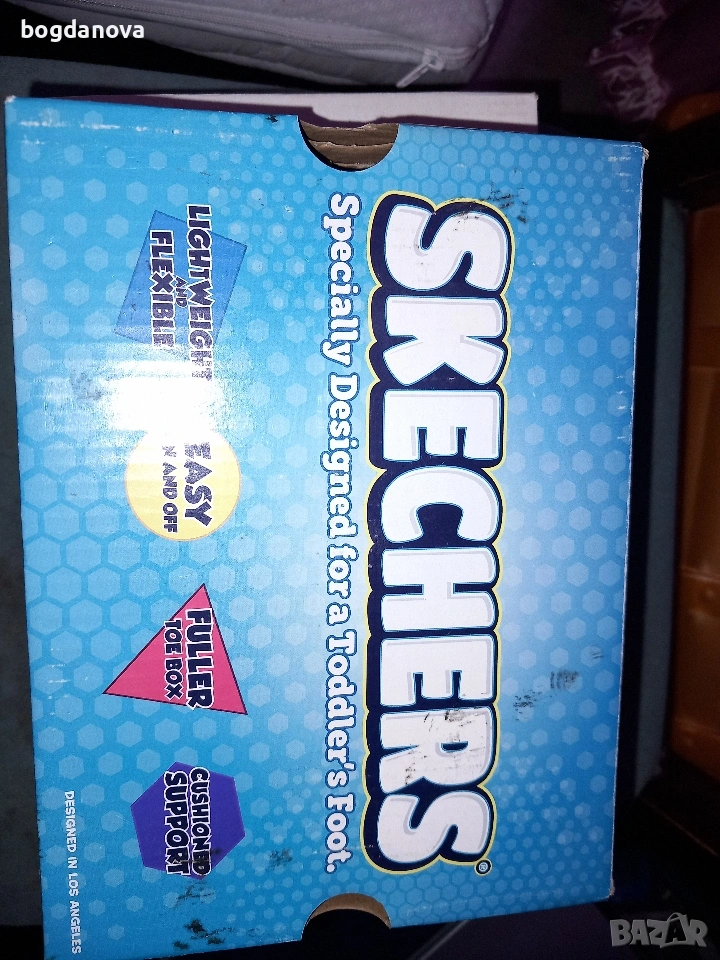 bogdanova
SKECHERS®
Specially Designed for a Toddler's Foot.
LIGHTWEIGHT
AND
FLEXIBLE
EASY
N AND OFF
FULLER
TOE BOX
CUSHIONED
SUPPORT
DESIGNED IN LOS ANGELES
BAZAR